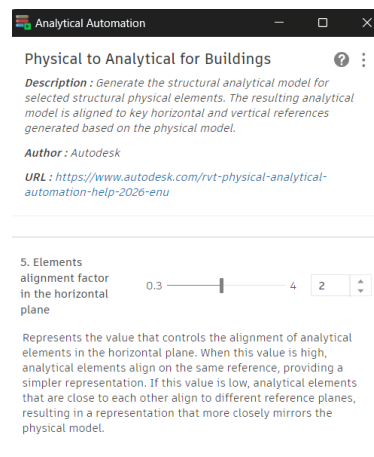 Analytical Automation
Physical to Analytical for Buildings
Description : Generate the structural analytical model for
selected structural physical elements. The resulting analytical
model is aligned to key horizontal and vertical references
generated based on the physical model.
Author : Autodesk
URL : https://www.autodesk.com/rvt-physical-analytical-
automation-help-2026-enu
5. Elements
alignment factor
in the horizontal
plane
0.3
4
2
Represents the value that controls the alignment of analytical
elements in the horizontal plane. When this value is high,
analytical elements align on the same reference, providing a
simpler representation. If this value is low, analytical elements
that are close to each other align to different reference planes,
resulting in a representation that more closely mirrors the
physical model.